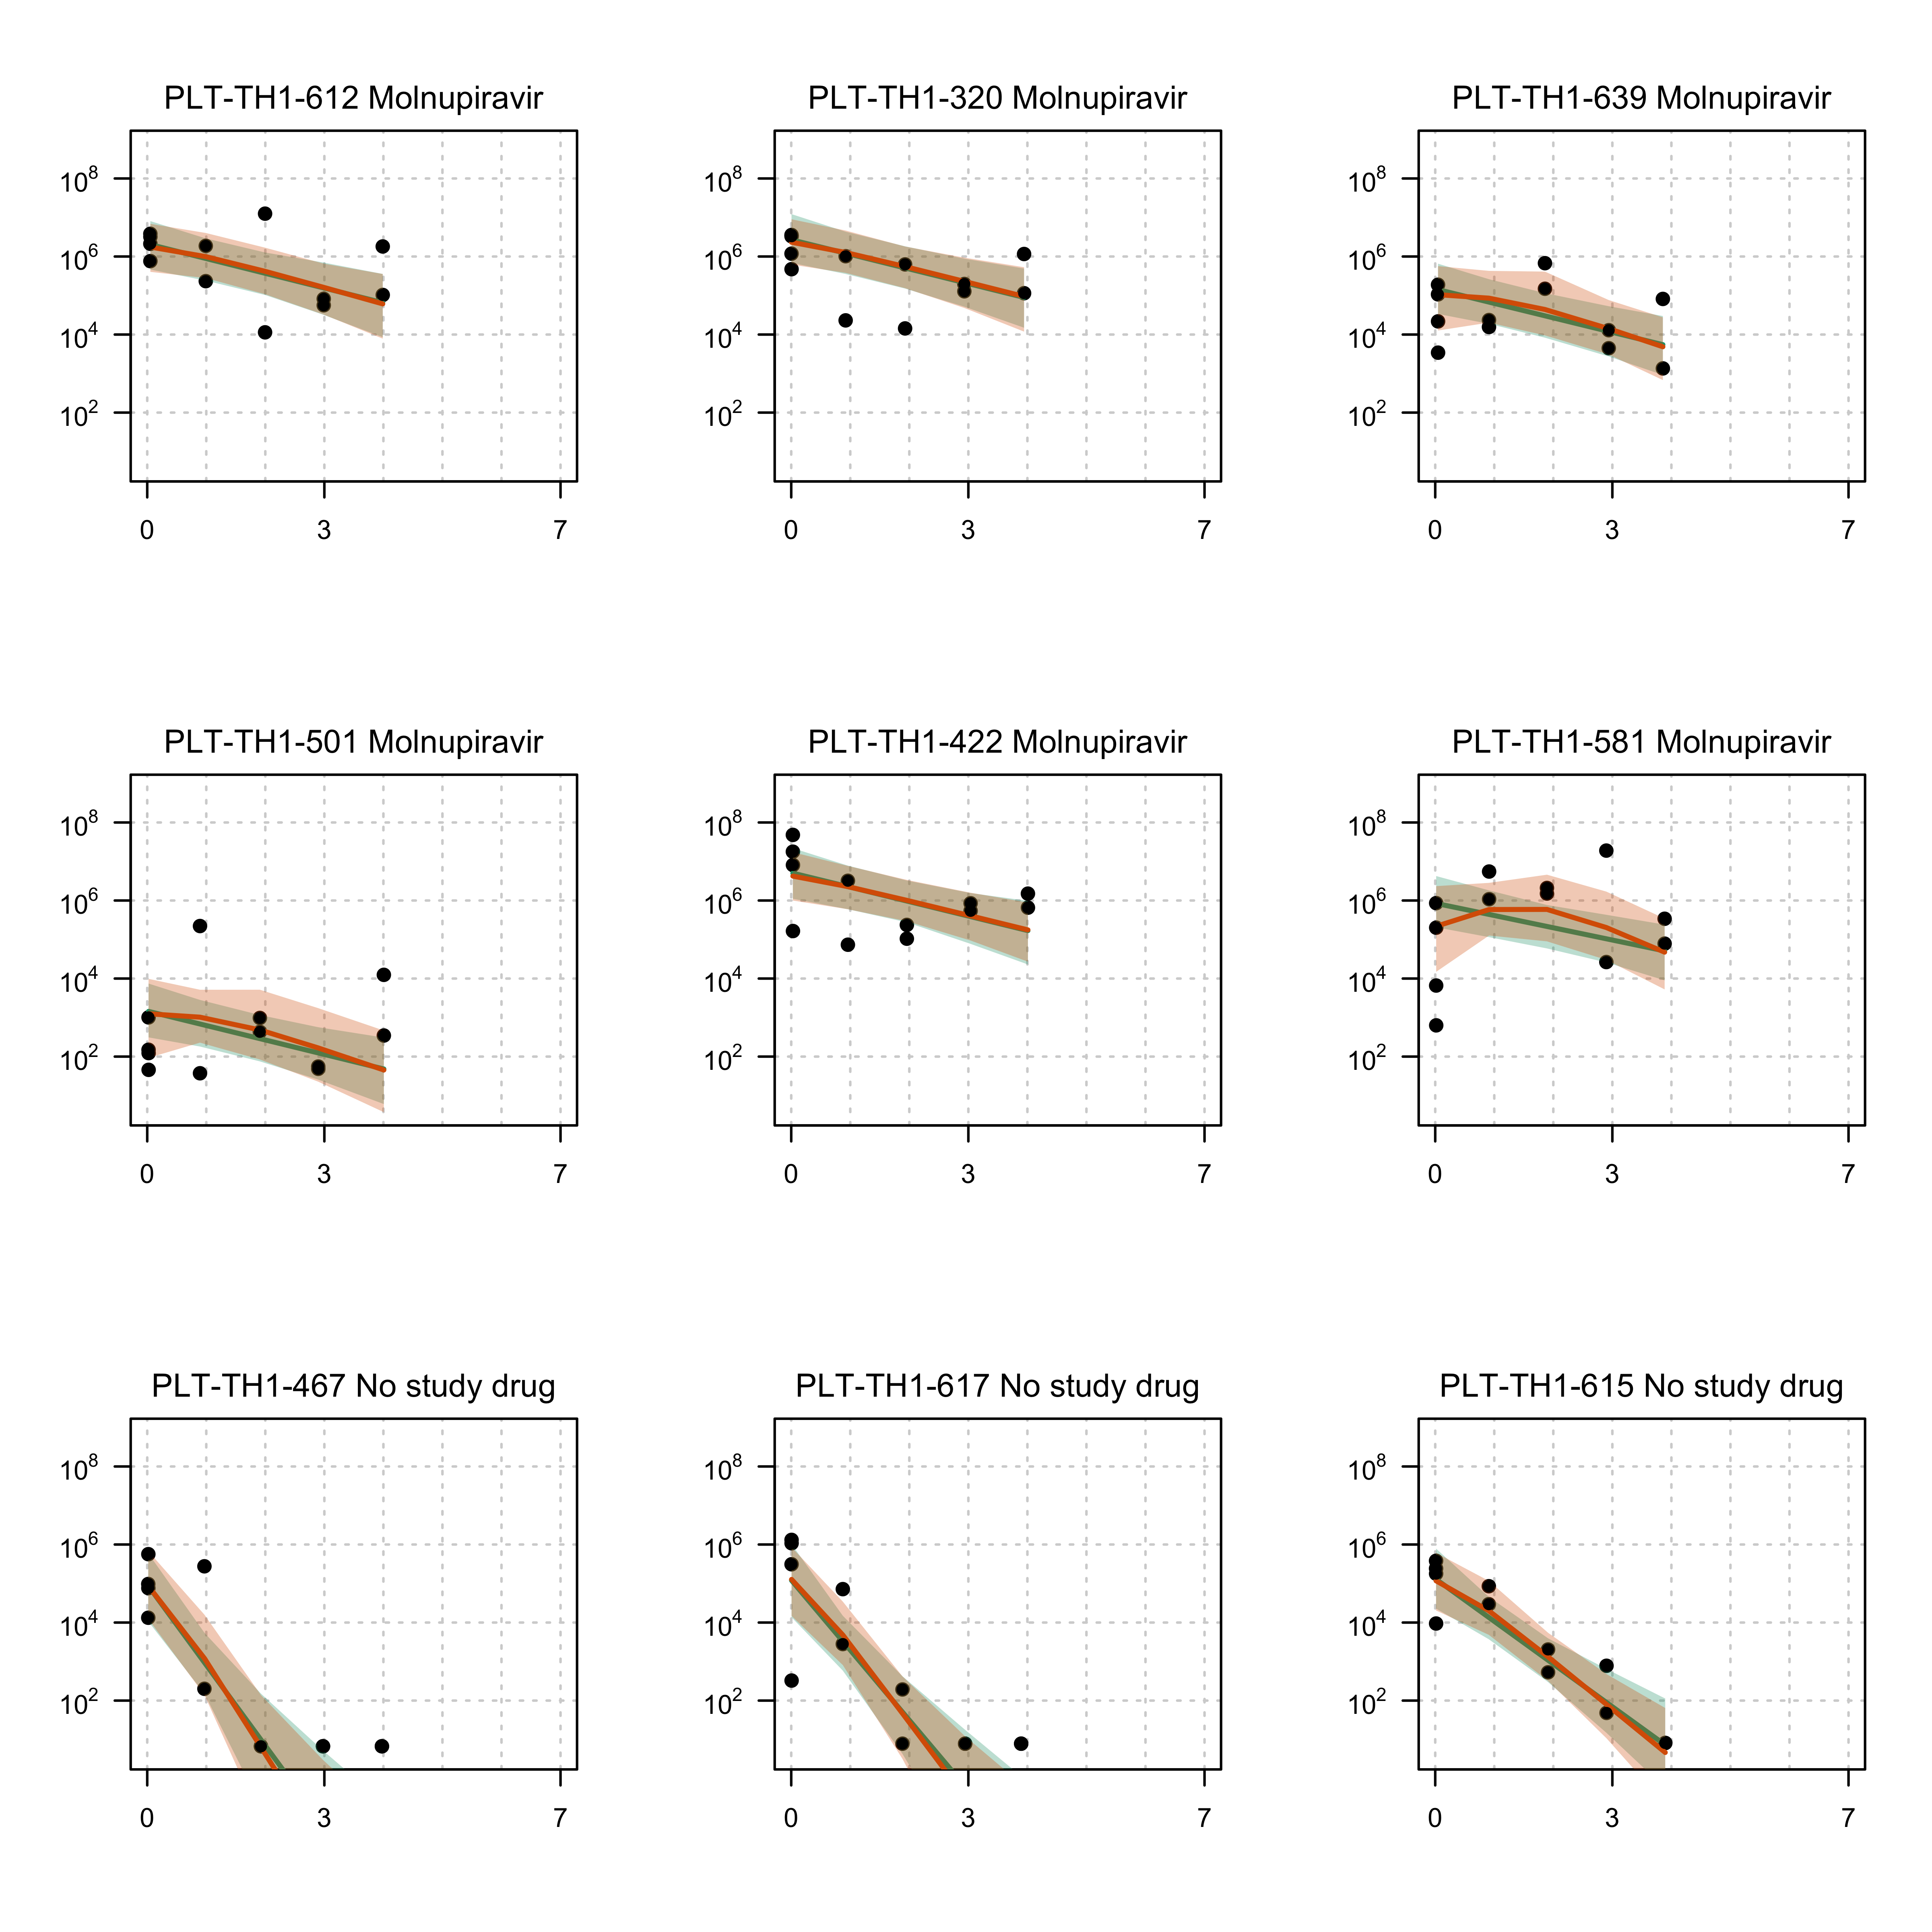 PLT-TH1-612 Molnupiravir
10^8
10^6
10^4
10^2
0 3 7
PLT-TH1-320 Molnupiravir
10^8
10^6
10^4
10^2
0 3 7
PLT-TH1-639 Molnupiravir
10^8
10^6
10^4
10^2
0 3 7
PLT-TH1-501 Molnupiravir
10^8
10^6
10^4
10^2
0 3 7
PLT-TH1-422 Molnupiravir
10^8
10^6
10^4
10^2
0 3 7
PLT-TH1-581 Molnupiravir
10^8
10^6
10^4
10^2
0 3 7
PLT-TH1-467 No study drug
10^8
10^6
10^4
10^2
0 3 7
PLT-TH1-617 No study drug
10^8
10^6
10^4
10^2
0 3 7
PLT-TH1-615 No study drug
10^8
10^6
10^4
10^2
0 3 7